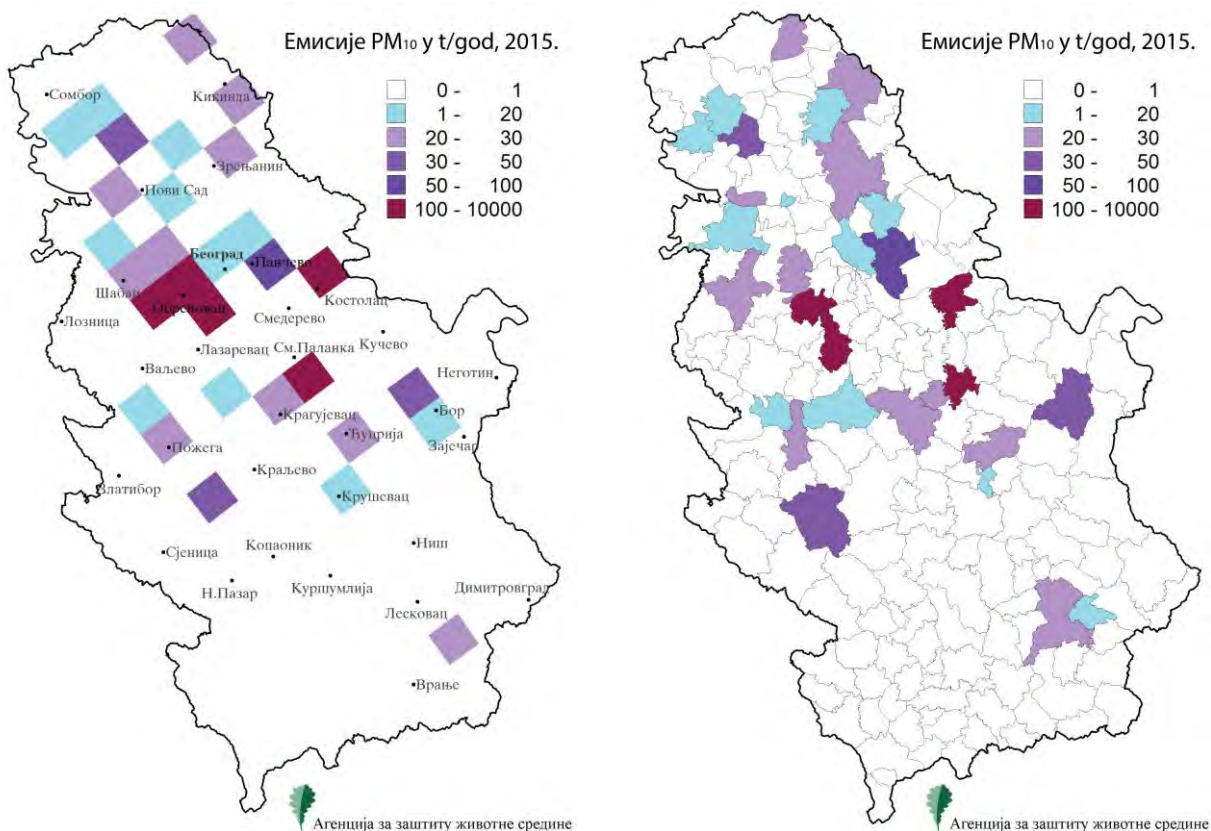 Емисије PM₁₀ у t/god, 2015.
0 - 1
1 - 20
20 - 30
30 - 50
50 - 100
100 - 10000
Сомбор
Кикинда
Зрењанин
Нови Сад
Београд
Панчево
Шабац
Обреновац
Костолац
Смедерево
Лозница
Лазаревац
См.Паланка
Кучево
Ваљево
Неготин
Крагујевац
Бор
Ћуприја
Зајечар
Пожега
Краљево
Златибор
Крушевац
Сјеница
Копаоник
Ниш
Н.Пазар
Куршумлија
Димитровград
Лесковац
Врање
Агенција за заштиту животне средине
Емисије PM₁₀ у t/god, 2015.
0 - 1
1 - 20
20 - 30
30 - 50
50 - 100
100 - 10000
Агенција за заштиту животне средине